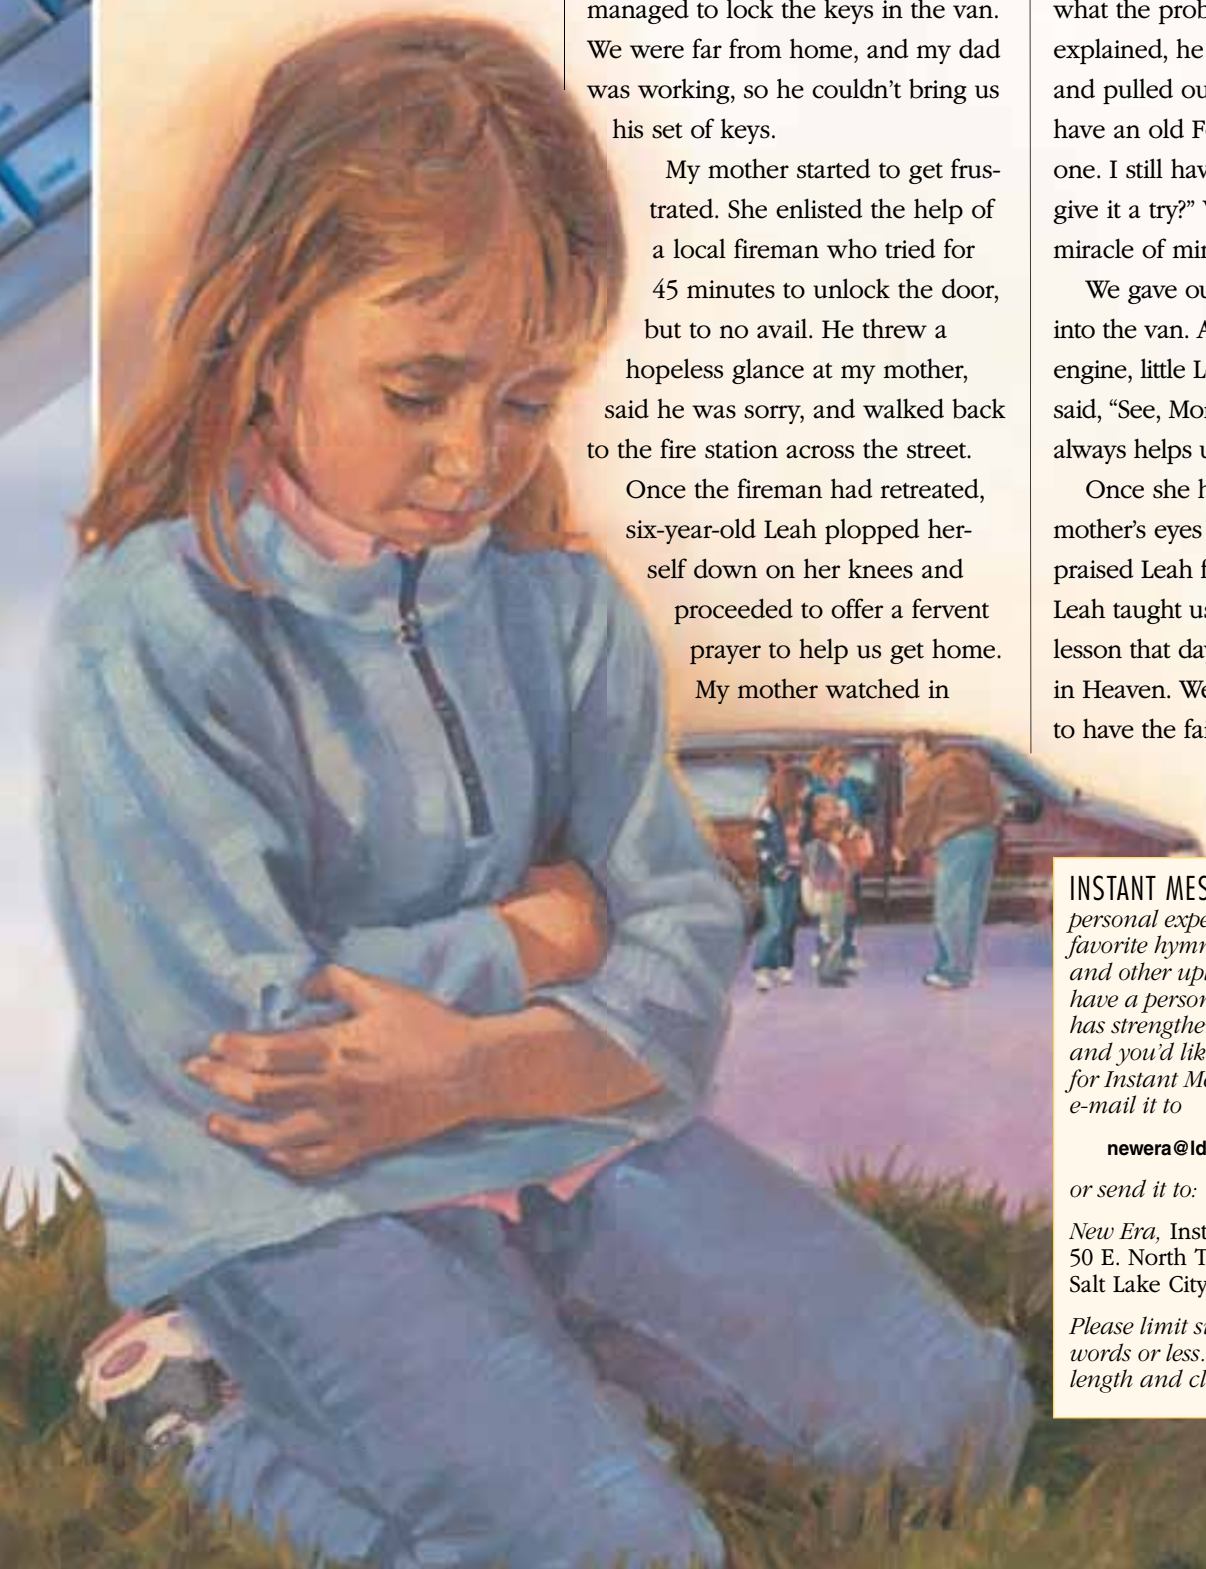 managed to lock the keys in the van.
We were far from home, and my dad
was working, so he couldn't bring us
his set of keys.
My mother started to get frus-
trated. She enlisted the help of
a local fireman who tried for
45 minutes to unlock the door,
but to no avail. He threw a
hopeless glance at my mother,
said he was sorry, and walked back
to the fire station across the street.
Once the fireman had retreated,
six-year-old Leah plopped her-
self down on her knees and
proceeded to offer a fervent
prayer to help us get home.
My mother watched in
what the prob
explained, he
and pulled ou
have an old F
one. I still hav
give it a try?”
miracle of mir
We gave ou
into the van. A
engine, little L
said, “See, Mo
always helps u
Once she h
mother’s eyes
praised Leah f
Leah taught us
lesson that da
in Heaven. We
to have the fai
INSTANT MES
personal expe
favorite hymn
and other up
have a person
has strengthe
and you’d lik
for Instant Me
e-mail it to
newera@ld
or send it to:
New Era, Inst
50 E. North T
Salt Lake City
Please limit s
words or less.
length and cl